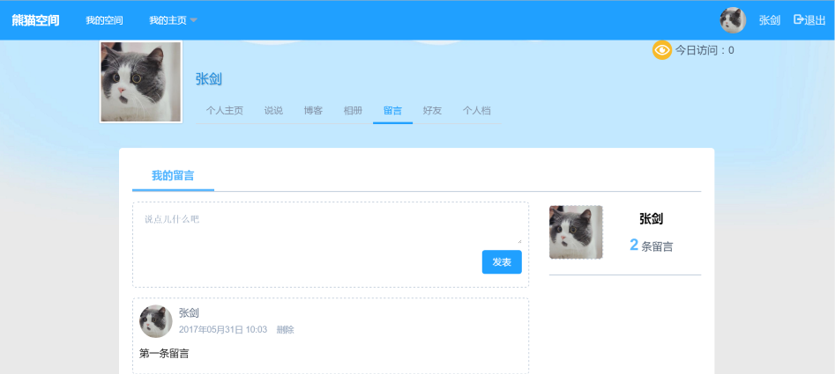 熊猫空间 我的空间 我的主页 张剑 退出
今日访问：0
张剑
个人主页 说说 博客 相册 留言 好友 个人档
我的留言
说点儿什么吧
发表
张剑
2 条留言
张剑
2017年05月31日 10:03 删除
第一条留言